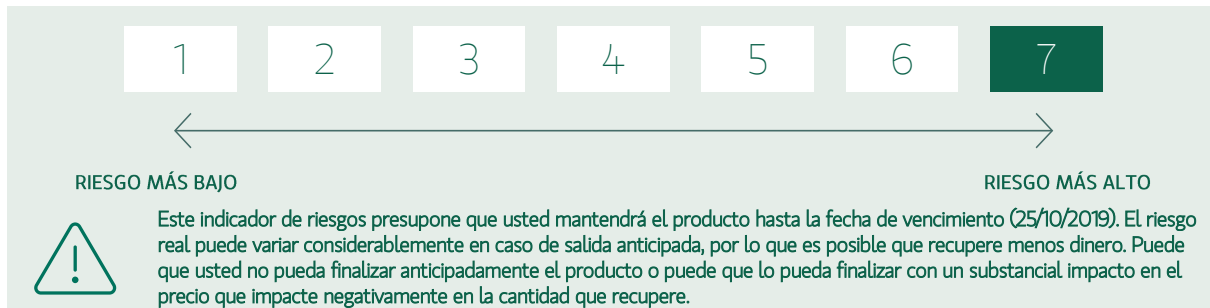 1 2 3 4 5 6 7
RIESGO MÁS BAJO RIESGO MÁS ALTO
Este indicador de riesgos presupone que usted mantendrá el producto hasta la fecha de vencimiento (25/10/2019). El riesgo
real puede variar considerablemente en caso de salida anticipada, por lo que es posible que recupere menos dinero. Puede
que usted no pueda finalizar anticipadamente el producto o puede que lo pueda finalizar con un substancial impacto en el
precio que impacte negativamente en la cantidad que recupere.